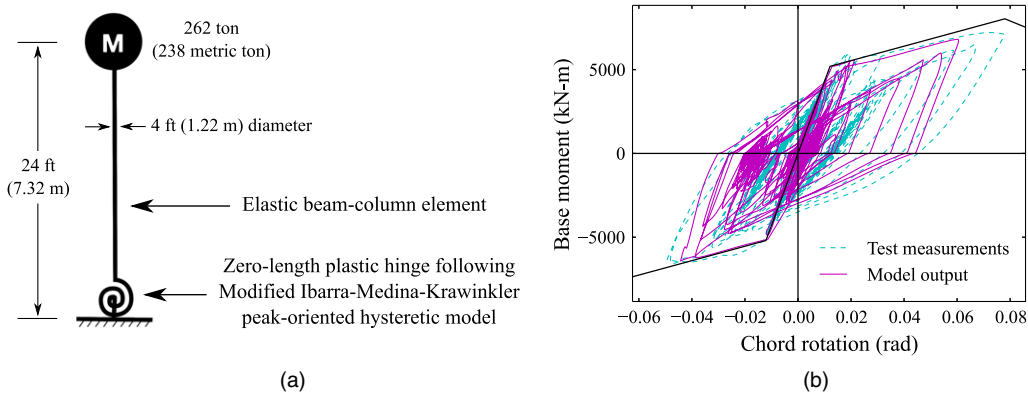 M
262 ton
(238 metric ton)
4 ft (1.22 m) diameter
24 ft
(7.32 m)
Elastic beam-column element
Zero-length plastic hinge following
Modified Ibarra-Medina-Krawinkler
peak-oriented hysteretic model
(a)
Base moment (kN-m)
5000
0
−5000
Test measurements
Model output
−0.06 −0.04 −0.02 0.00 0.02 0.04 0.06 0.08
Chord rotation (rad)
(b)